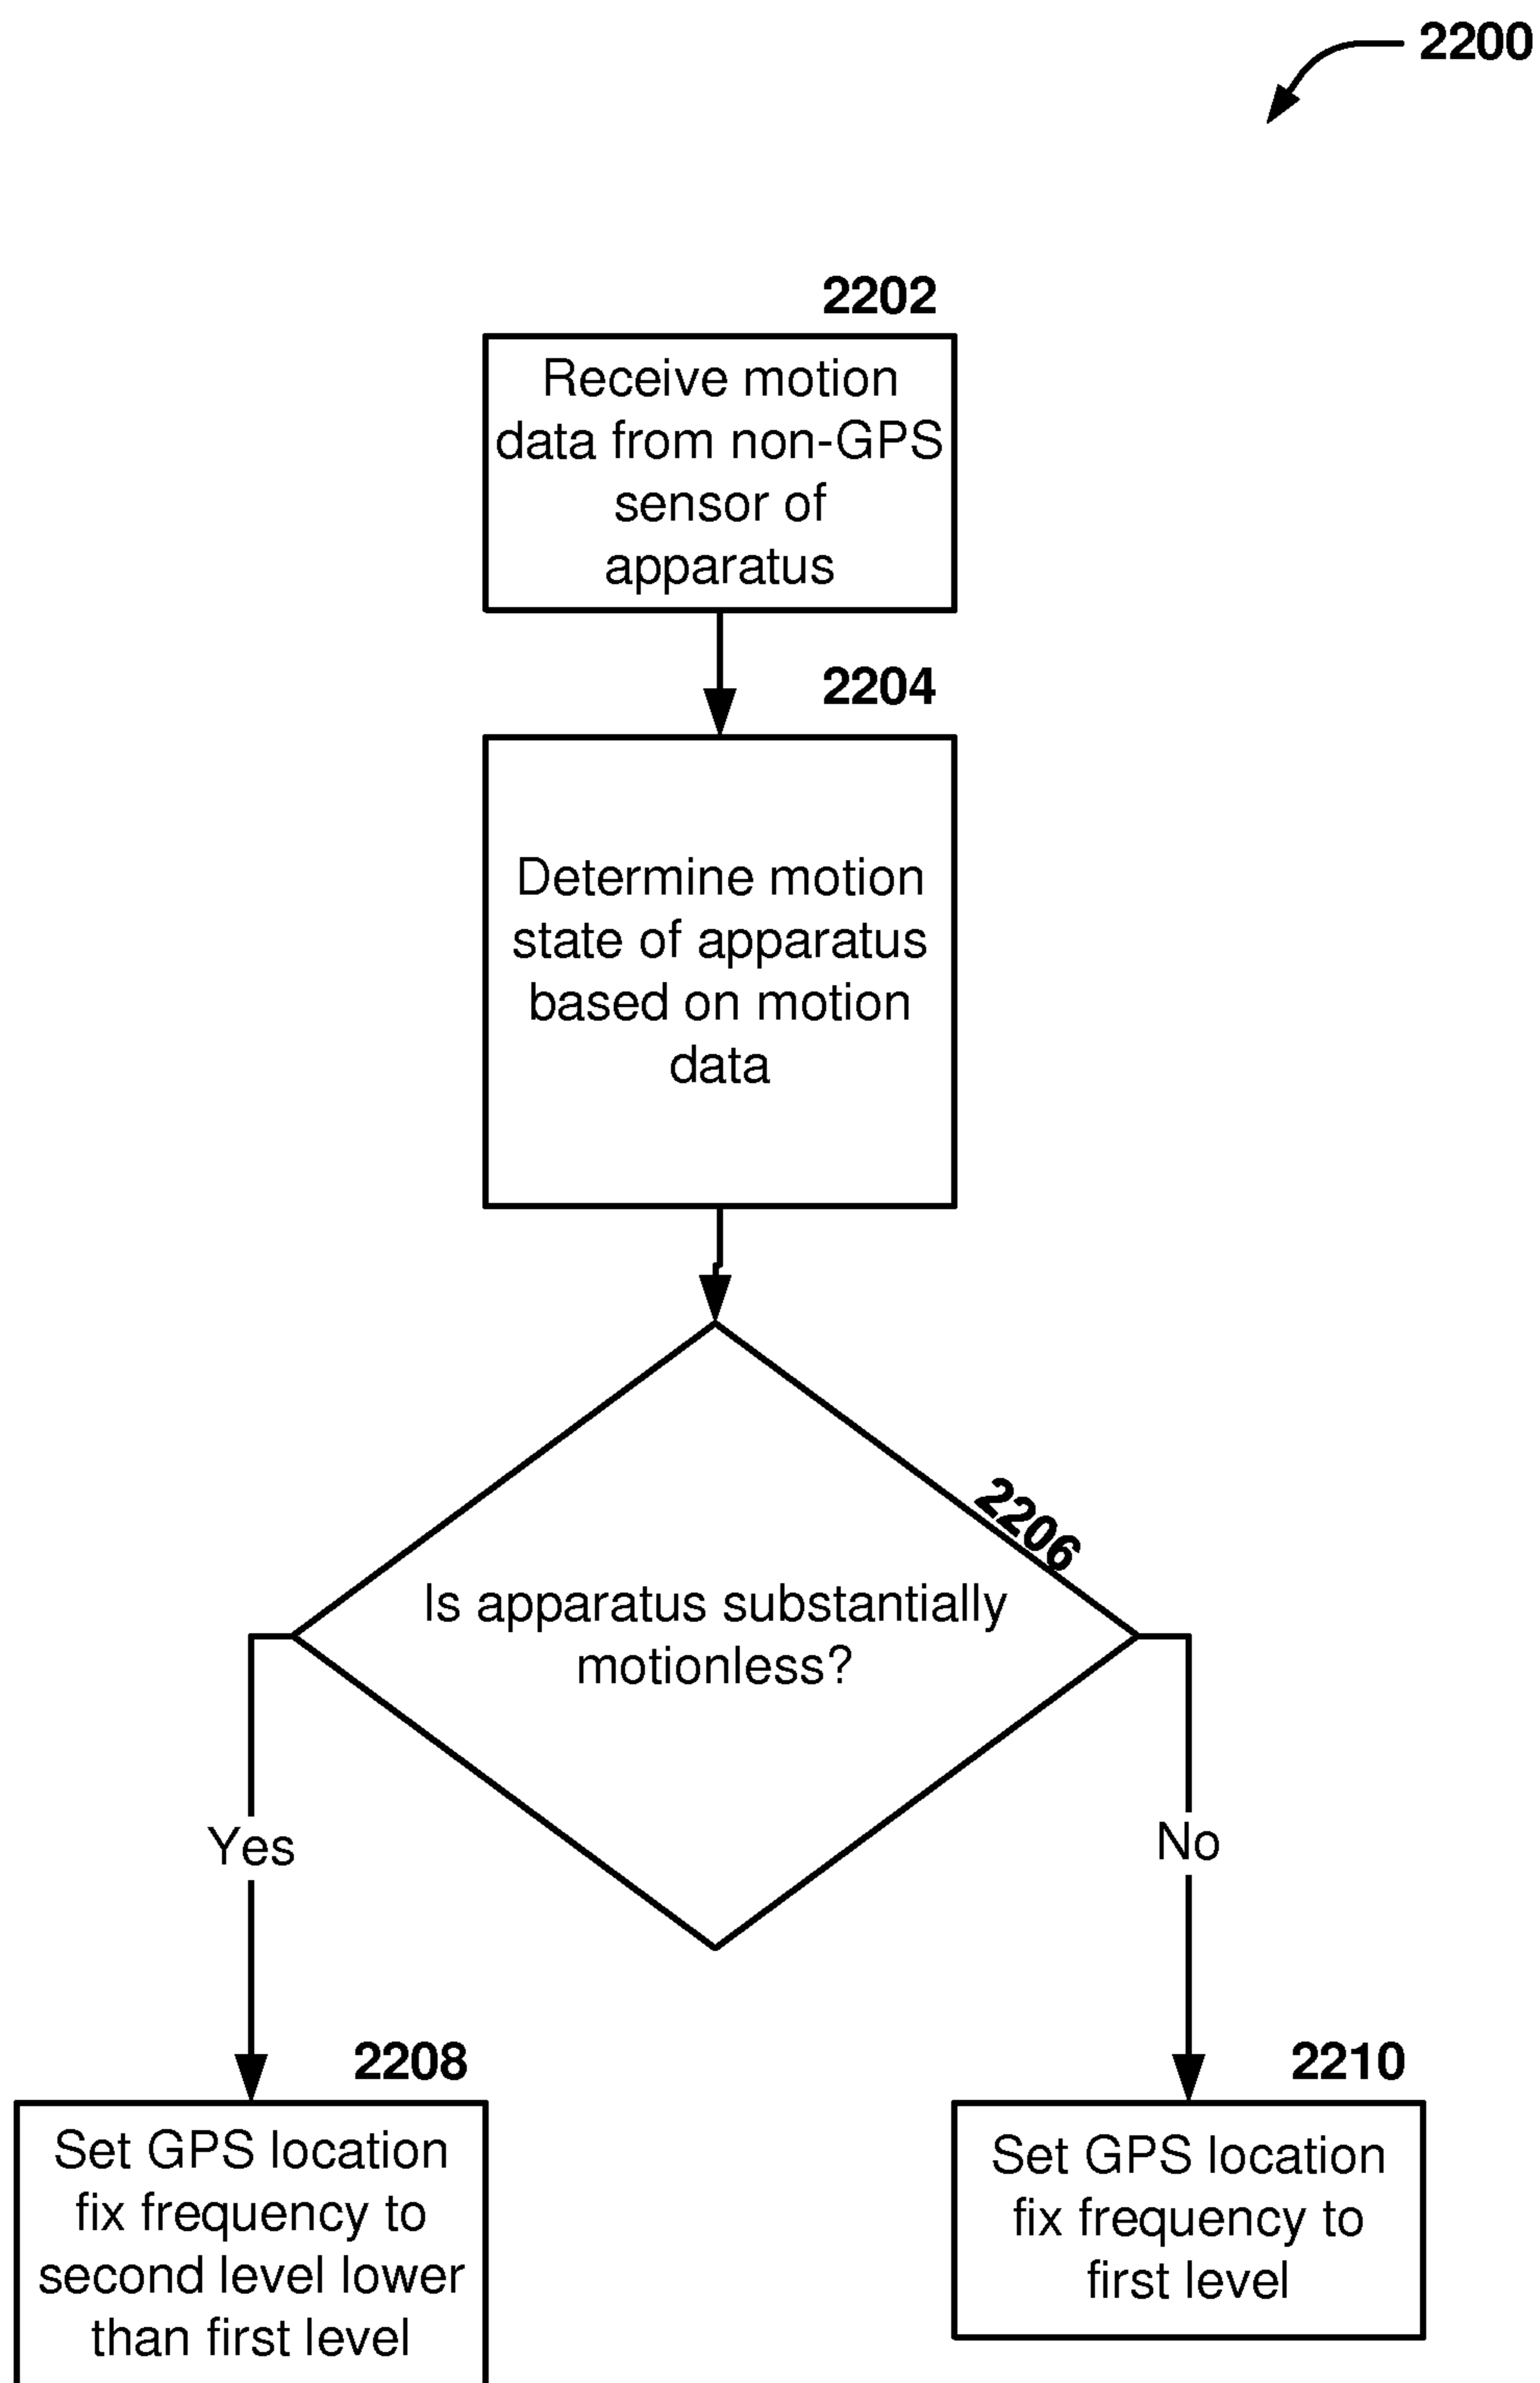 2200
2202
Receive motion
data from non-GPS
sensor of
apparatus
2204
Determine motion
state of apparatus
based on motion
data
2206
Is apparatus substantially
motionless?
Yes
No
2208
Set GPS location
fix frequency to
second level lower
than first level
2210
Set GPS location
fix frequency to
first level